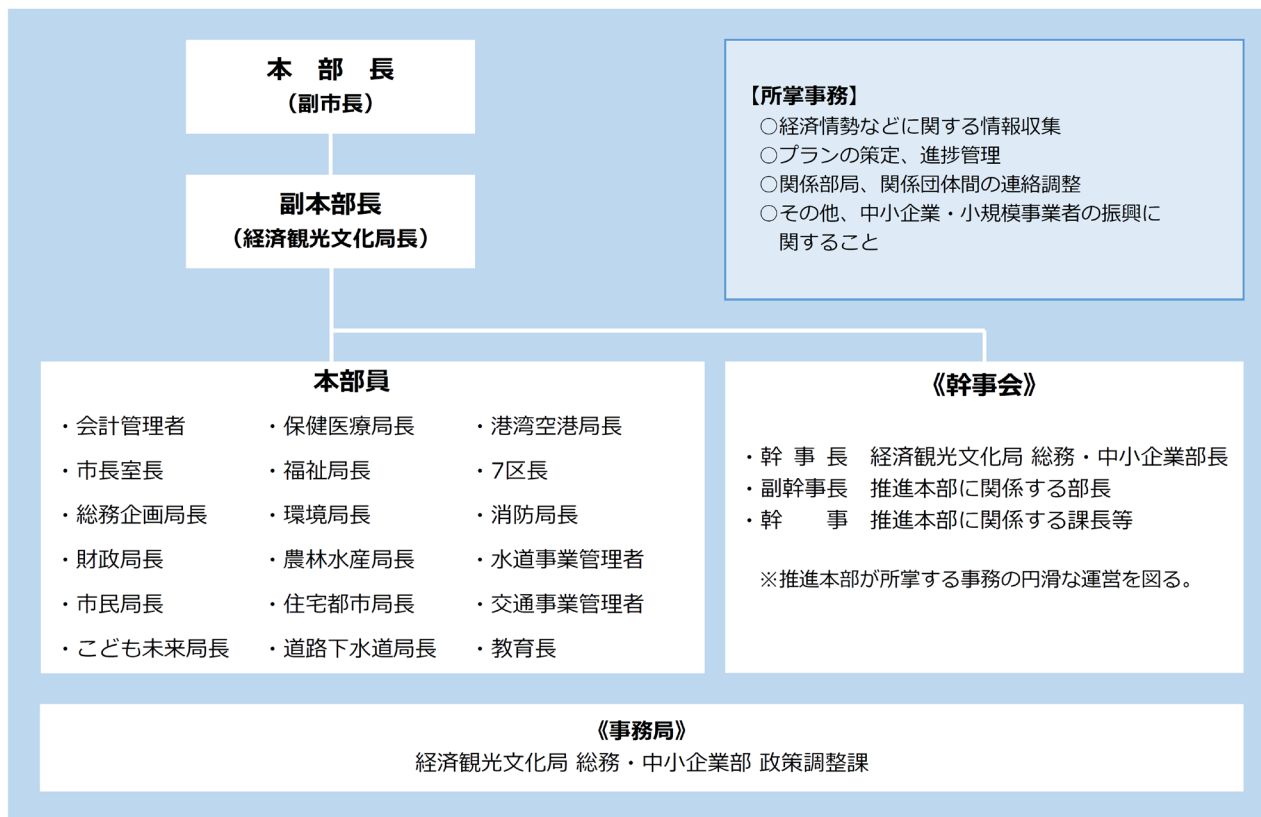 本　部　長
（副市長）
【所掌事務】
○経済情勢などに関する情報収集
○プランの策定、進捗管理
○関係部局、関係団体間の連絡調整
○その他、中小企業・小規模事業者の振興に
関すること
副本部長
（経済観光文化局長）
本部員
・会計管理者
・市長室長
・総務企画局長
・財政局長
・市民局長
・こども未来局長
・保健医療局長
・福祉局長
・環境局長
・農林水産局長
・住宅都市局長
・道路下水道局長
・港湾空港局長
・7区長
・消防局長
・水道事業管理者
・交通事業管理者
・教育長
《幹事会》
・幹 事 長　経済観光文化局 総務・中小企業部長
・副幹事長　推進本部に関係する部長
・幹　　事　推進本部に関係する課長等
※推進本部が所掌する事務の円滑な運営を図る。
《事務局》
経済観光文化局 総務・中小企業部 政策調整課